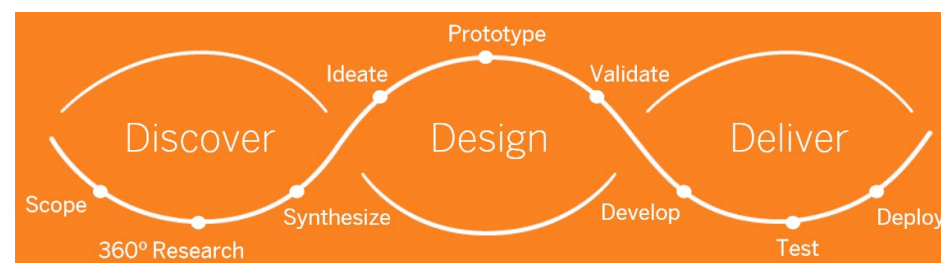 Prototype
Ideate
Validate
Discover
Design
Deliver
Scope
Synthesize
Develop
Deploy
360º Research
Test